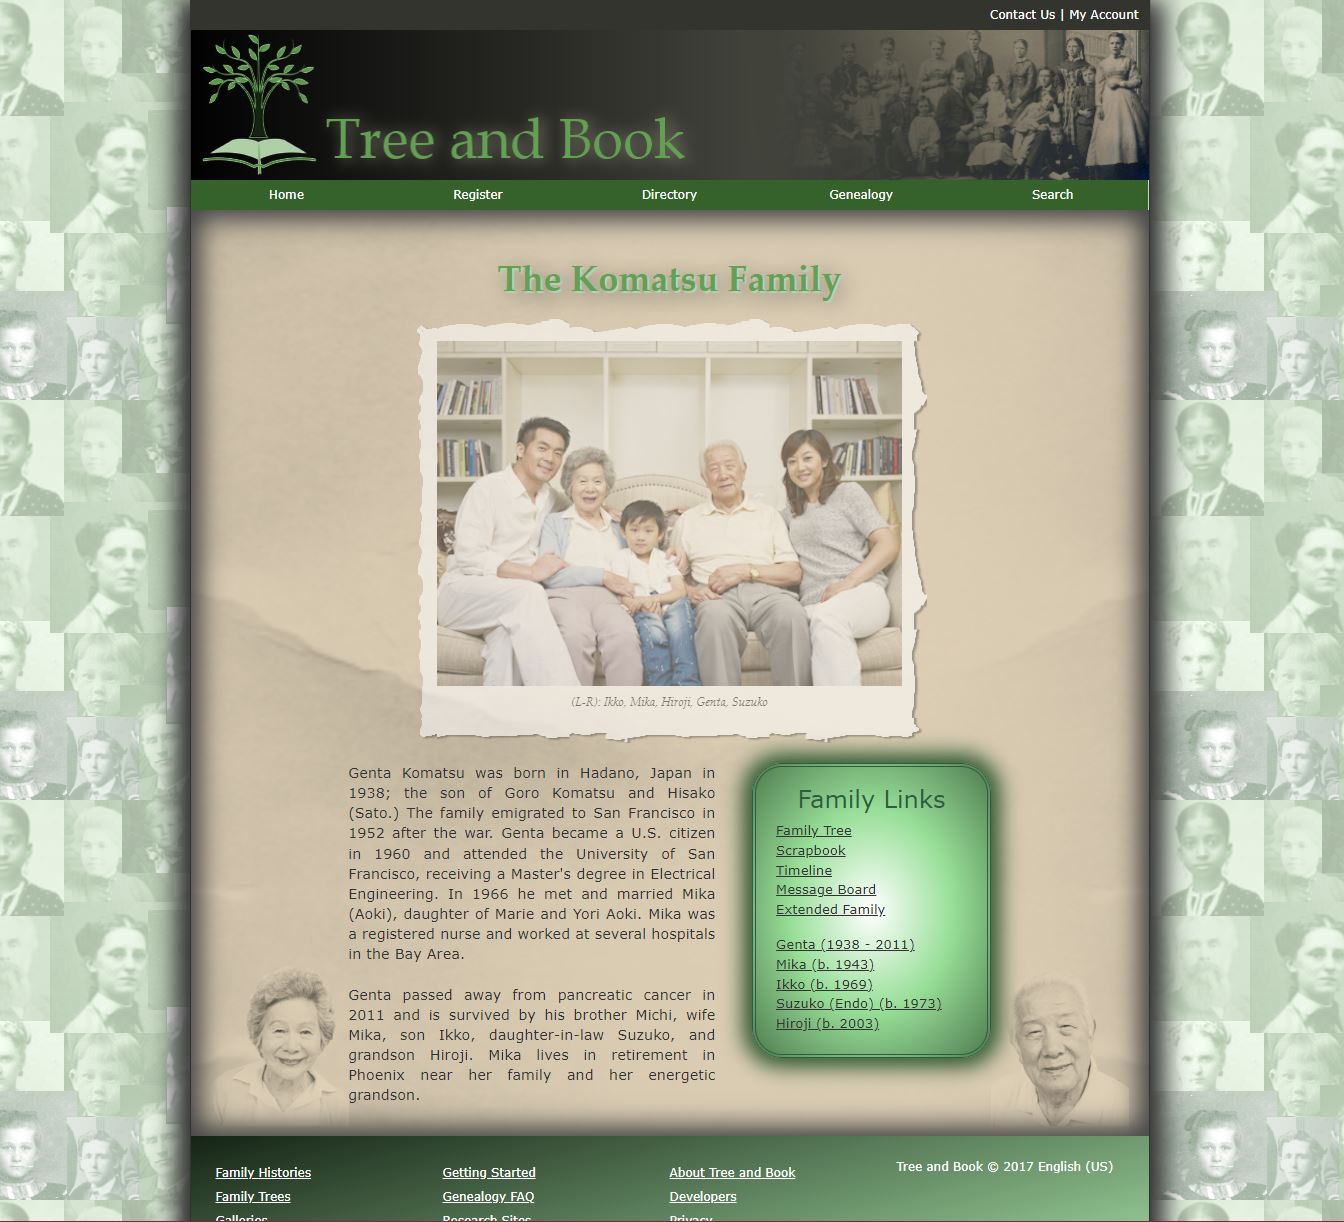 Contact Us | My Account
Tree and Book
Home Register Directory Genealogy Search
The Komatsu Family
(L-R): Ikko, Mika, Hiroji, Genta, Suzuko
Genta Komatsu was born in Hadano, Japan in
1938; the son of Goro Komatsu and Hisako
(Sato.) The family emigrated to San Francisco in
1952 after the war. Genta became a U.S. citizen
in 1960 and attended the University of San
Francisco, receiving a Master's degree in Electrical
Engineering. In 1966 he met and married Mika
(Aoki), daughter of Marie and Yori Aoki. Mika was
a registered nurse and worked at several hospitals
in the Bay Area.
Genta passed away from pancreatic cancer in
2011 and is survived by his brother Michi, wife
Mika, son Ikko, daughter-in-law Suzuko, and
grandson Hiroji. Mika lives in retirement in
Phoenix near her family and her energetic
grandson.
Family Links
Family Tree
Scrapbook
Timeline
Message Board
Extended Family
Genta (1938 - 2011)
Mika (b. 1943)
Ikko (b. 1969)
Suzuko (Endo) (b. 1973)
Hiroji (b. 2003)
Family Histories
Family Trees
Galleries
Getting Started
Genealogy FAQ
Research Sites
About Tree and Book
Developers
Privacy
Tree and Book © 2017 English (US)